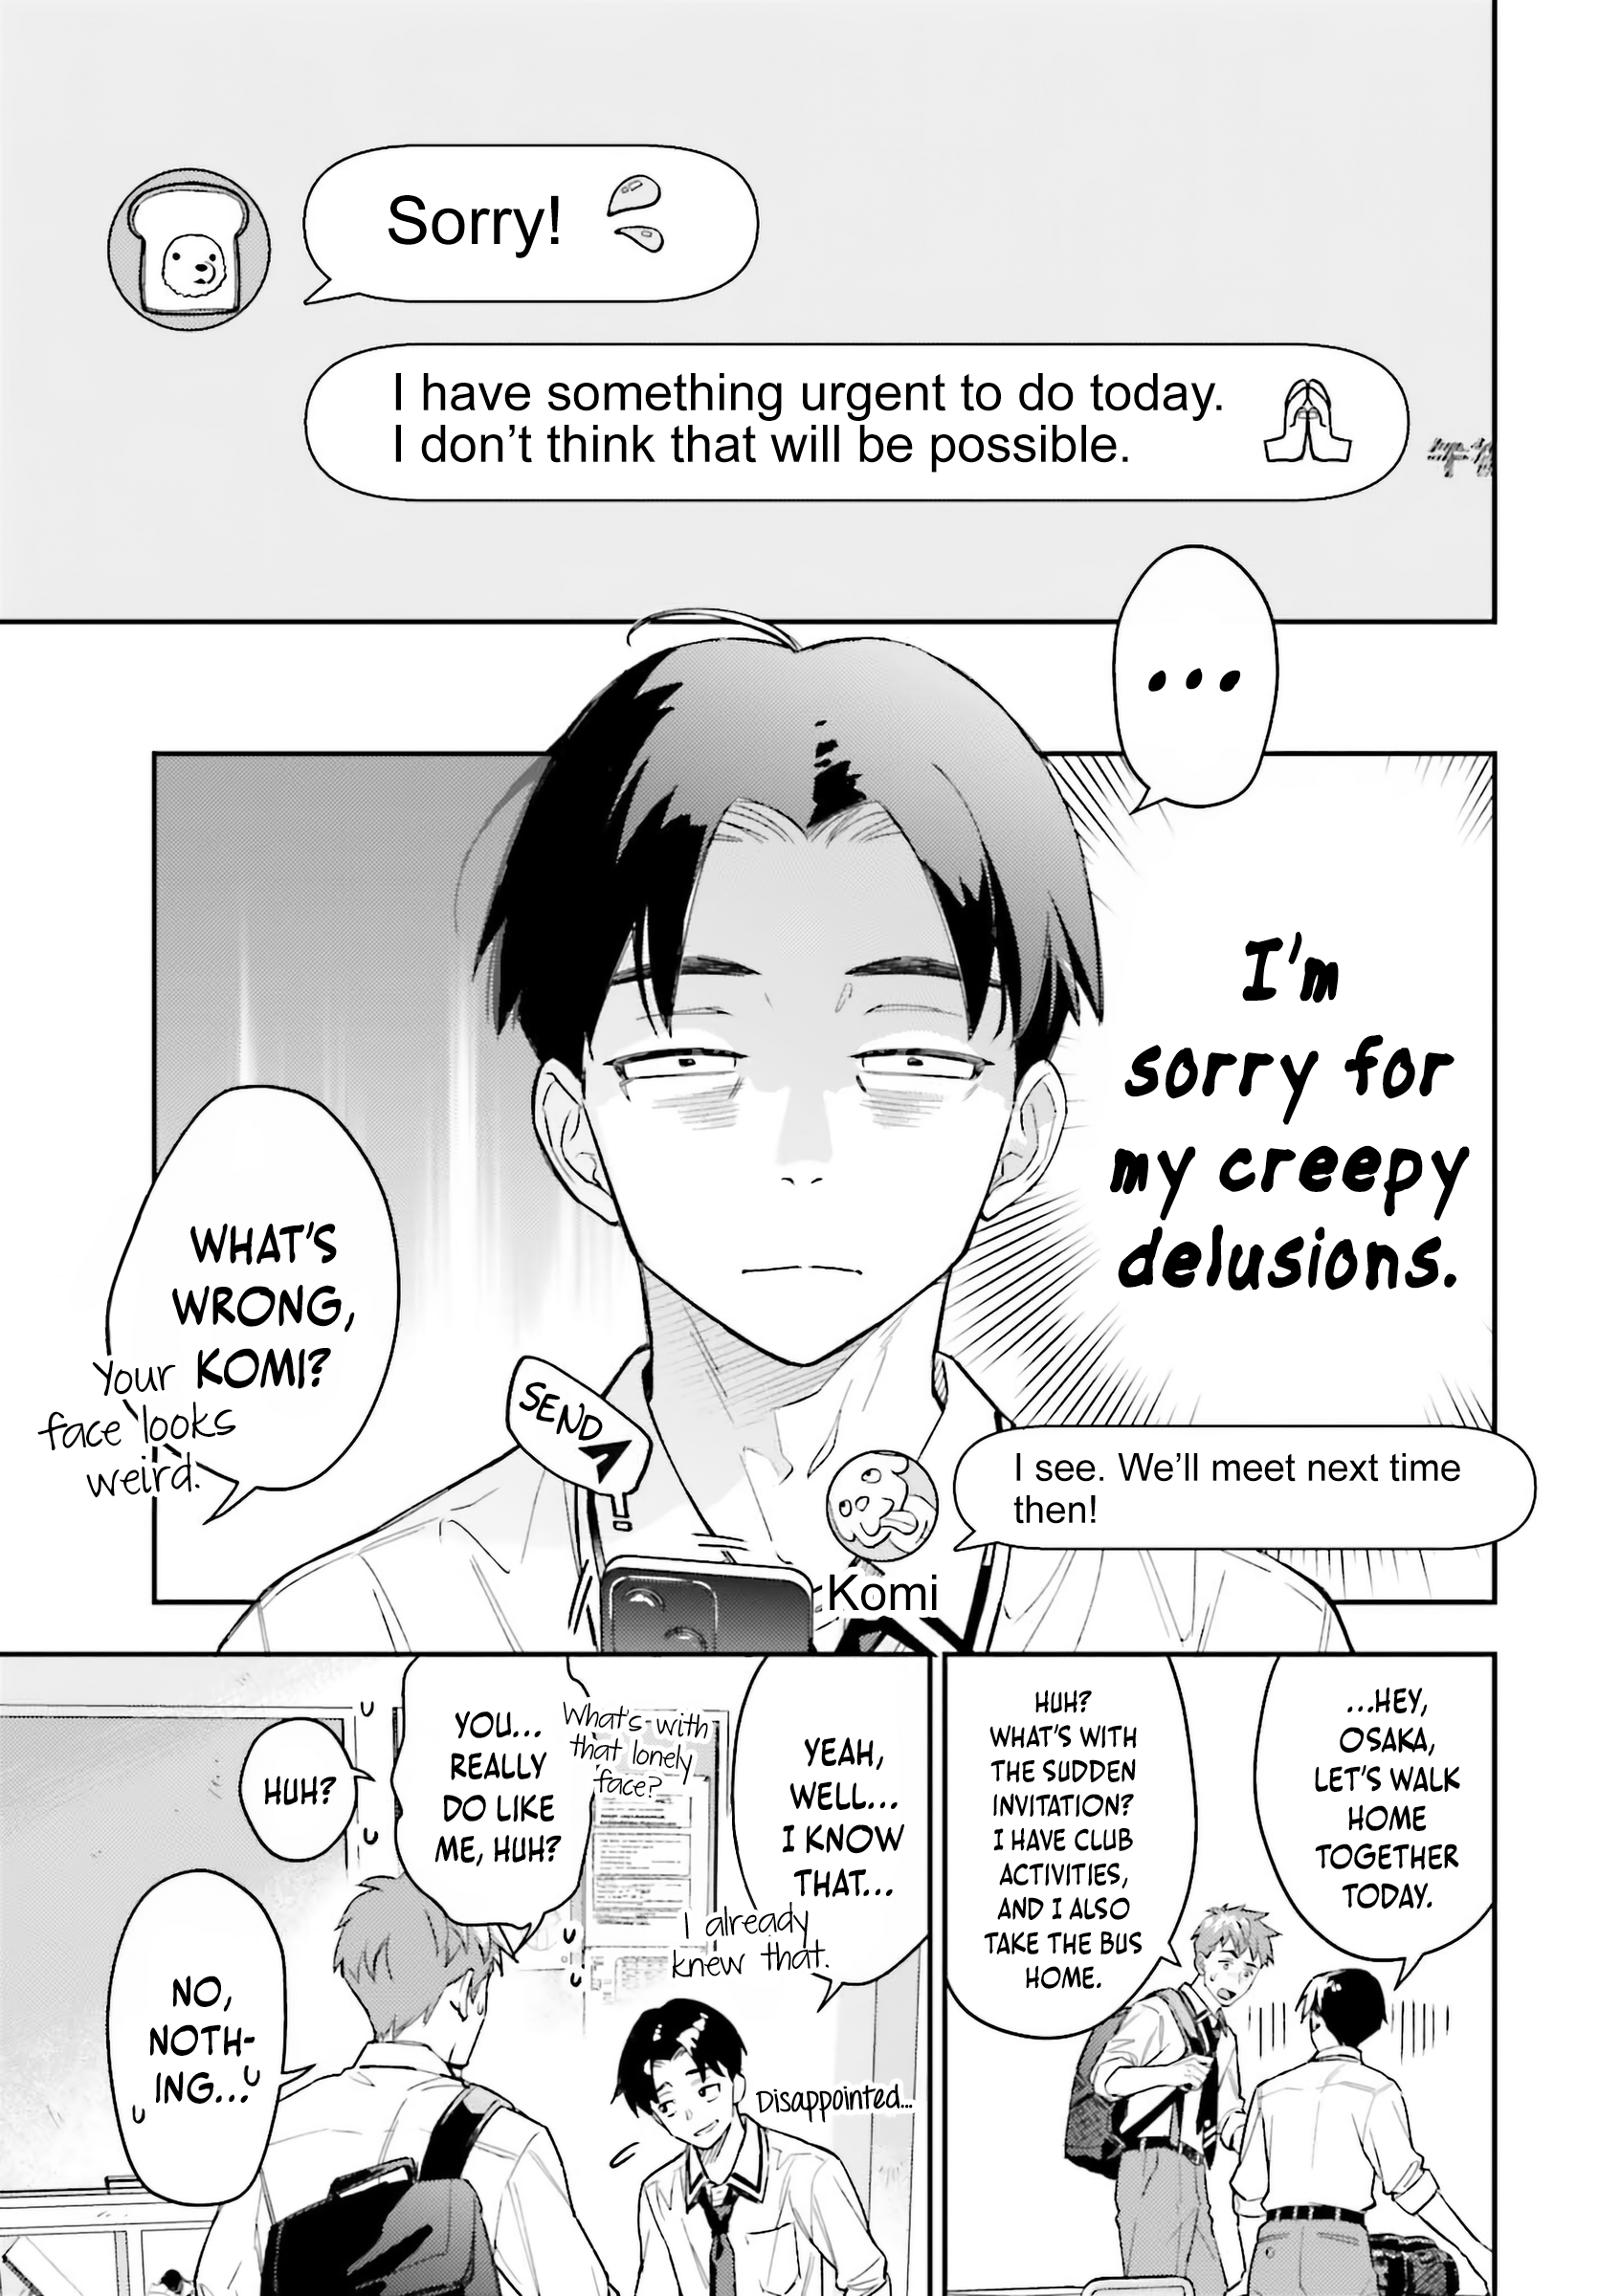 Sorry!
I have something urgent to do today.
I don't think that will be possible.
...
I'm
sorry for
my creepy
delusions.
WHAT'S
WRONG,
KOMI?
Your
face looks
weird.
SEND
I see. We'll meet next time
then!
Komi
...HEY,
OSAKA,
LET'S WALK
HOME
TOGETHER
TODAY.
HUH?
WHAT'S WITH
THE SUDDEN
INVITATION?
I HAVE CLUB
ACTIVITIES,
AND I ALSO
TAKE THE BUS
HOME.
YEAH,
WELL...
I KNOW
THAT...
I already
knew that.
Disappointed...
What's with
that lonely
face?
YOU...
REALLY
DO LIKE
ME, HUH?
HUH?
NO,
NOTH-
ING...